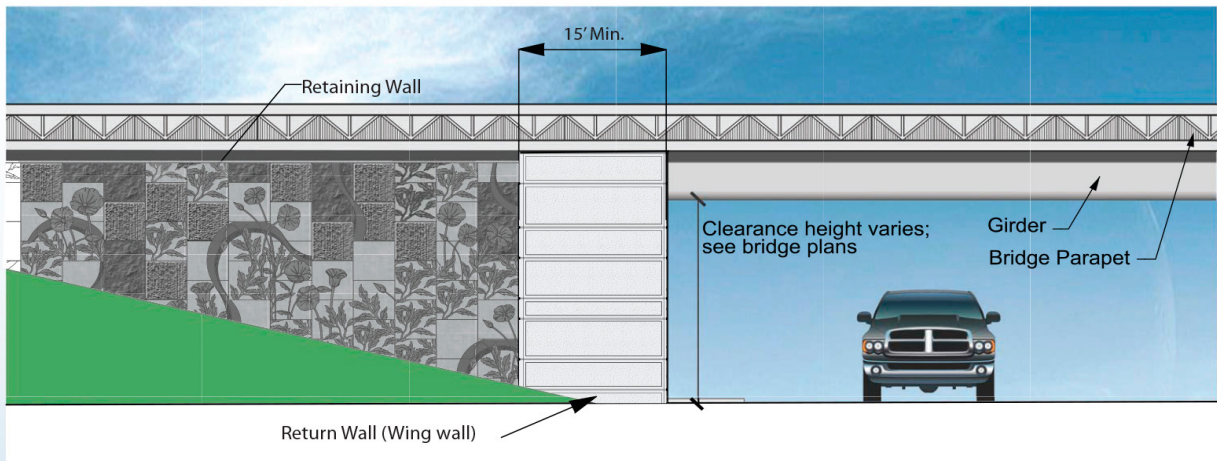 15' Min.
Retaining Wall
Clearance height varies;
see bridge plans
Girder
Bridge Parapet
Return Wall (Wing wall)